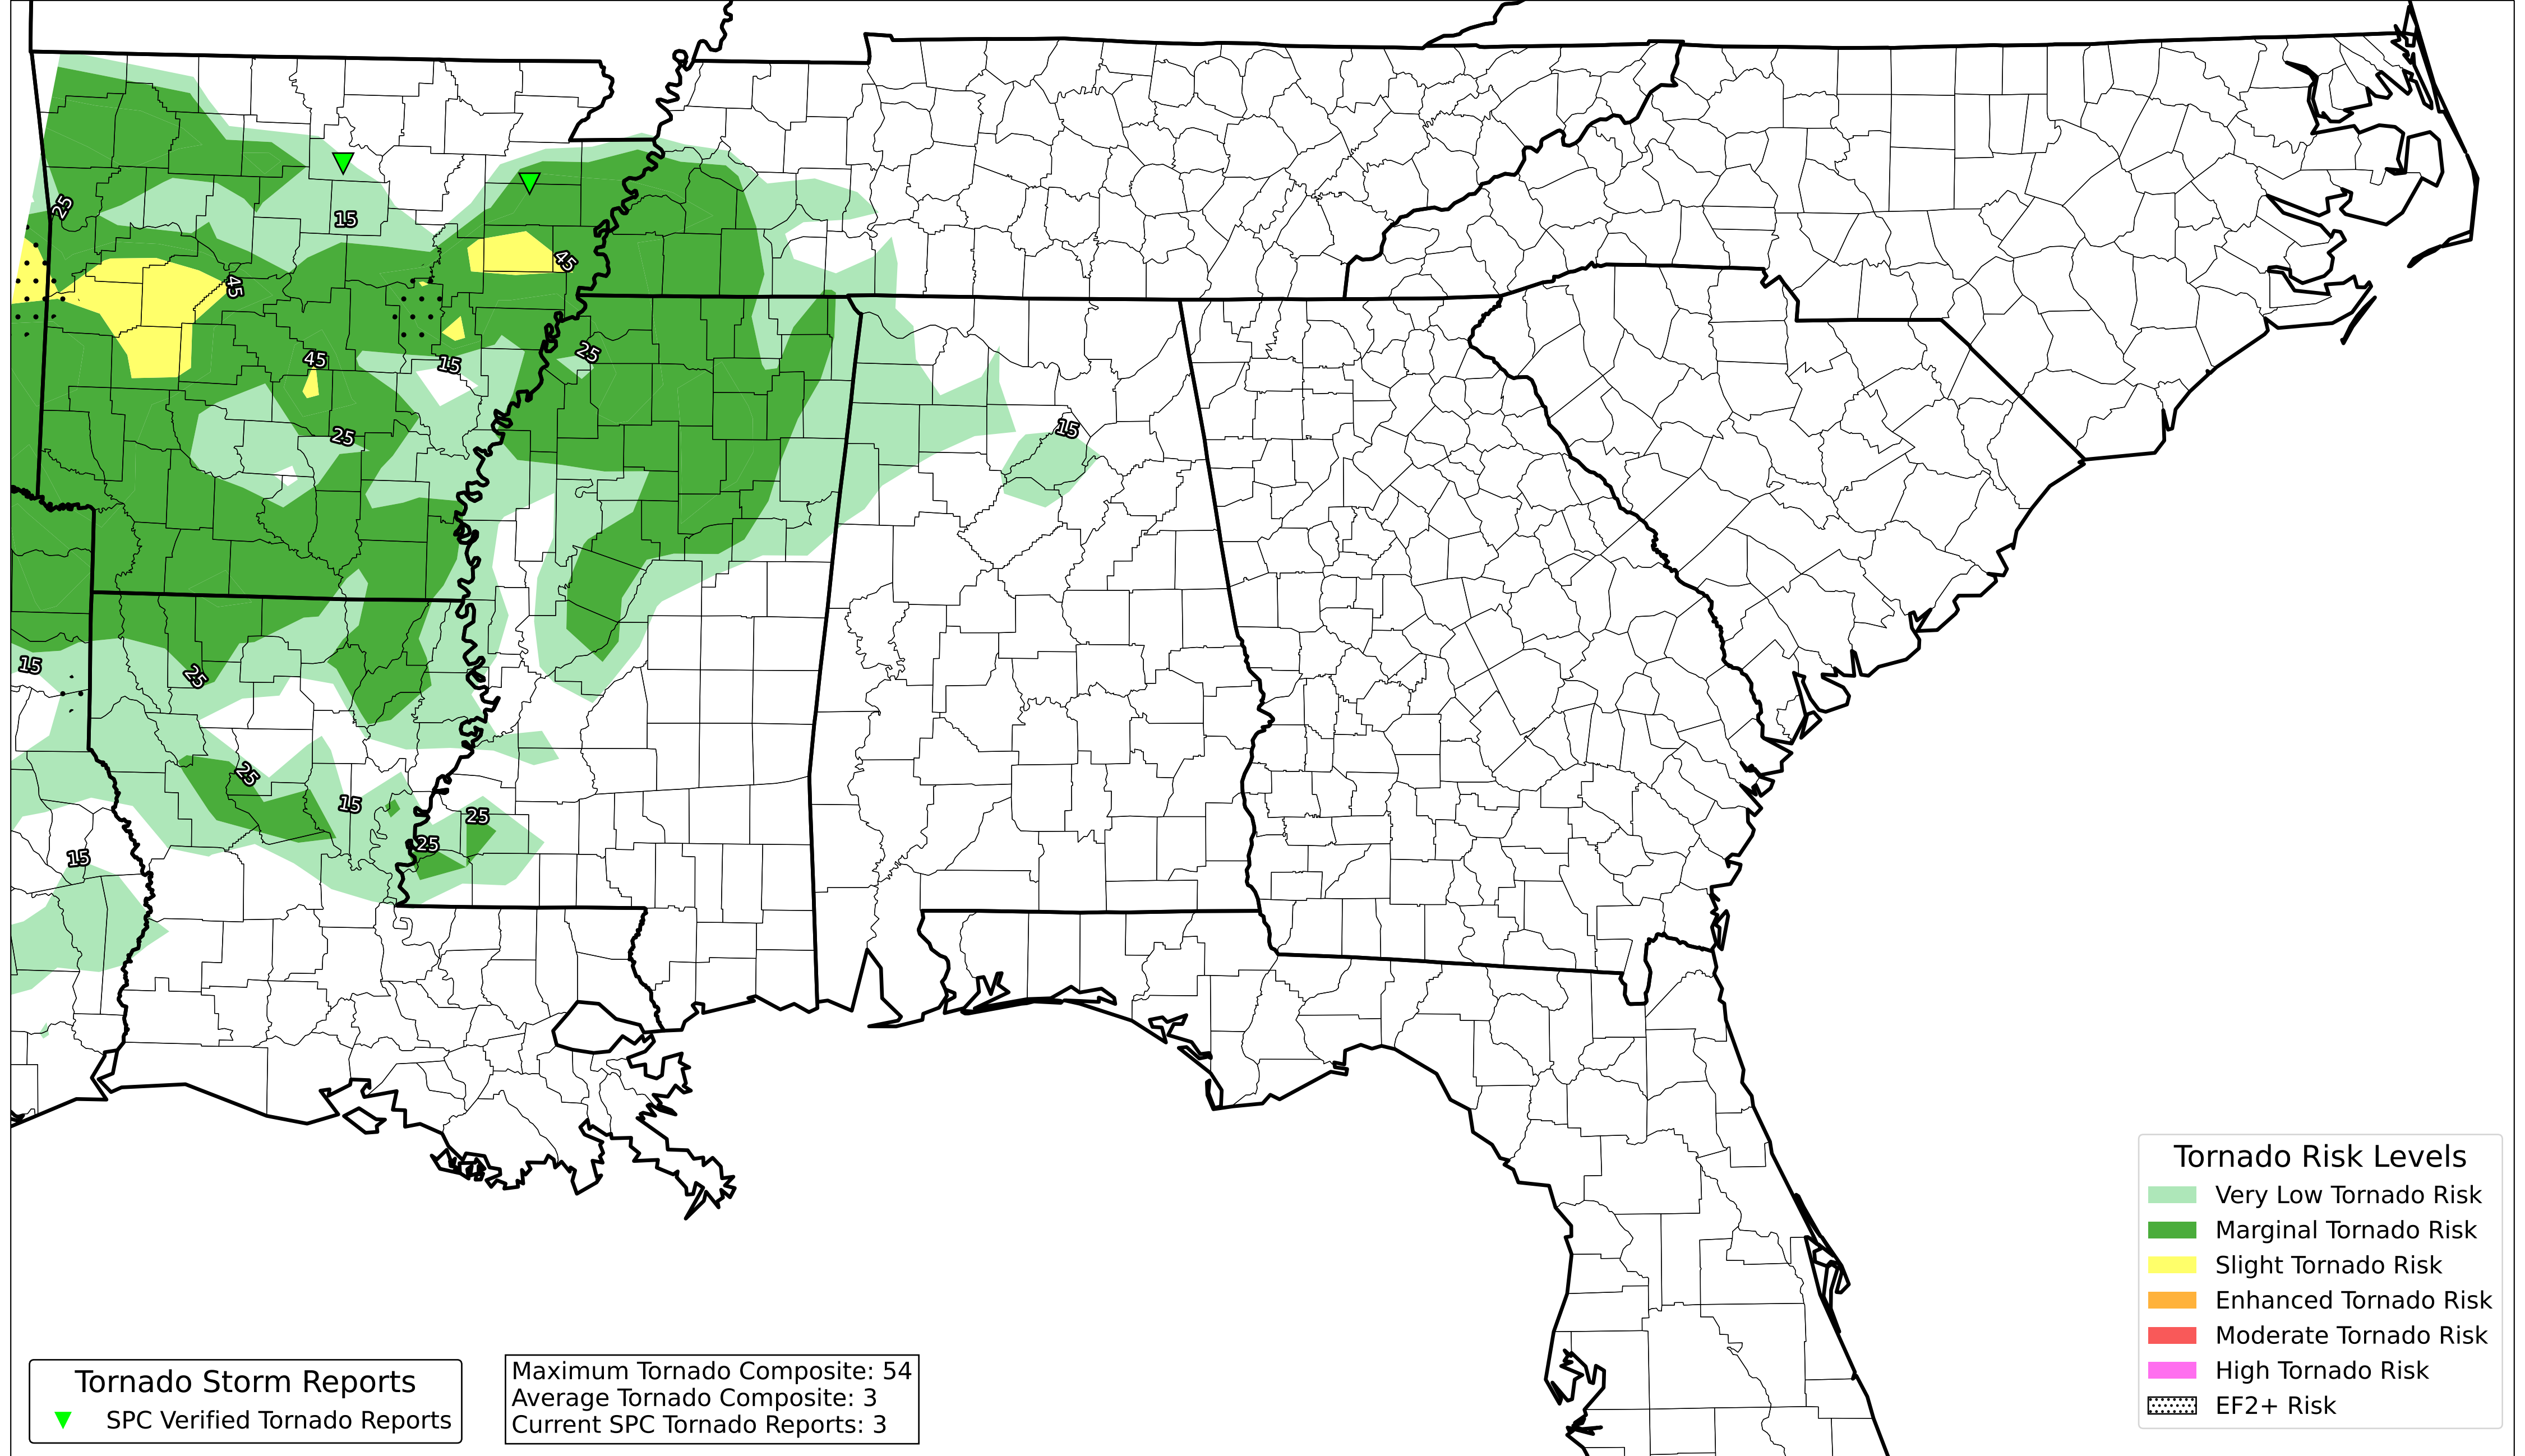 25
15
45
45
45
15
25
25
15
15
25
25
15
25
25
15
Tornado Risk Levels
Very Low Tornado Risk
Marginal Tornado Risk
Slight Tornado Risk
Enhanced Tornado Risk
Moderate Tornado Risk
High Tornado Risk
EF2+ Risk
Tornado Storm Reports
SPC Verified Tornado Reports
Maximum Tornado Composite: 54
Average Tornado Composite: 3
Current SPC Tornado Reports: 3